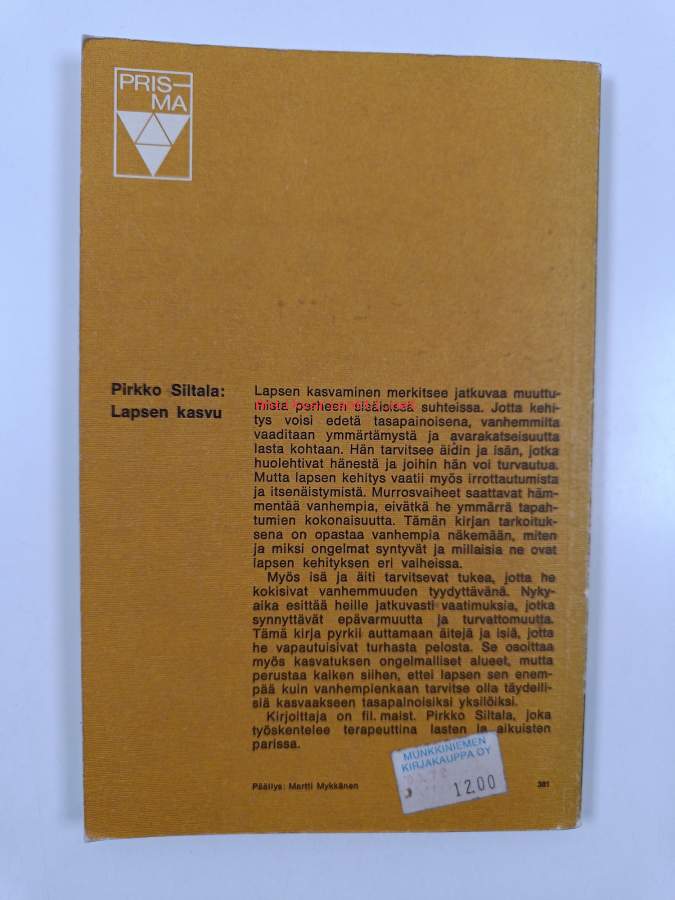 PRIS-
MA
Pirkko Siltala:
Lapsen kasvu
Lapsen kasvaminen merkitsee jatkuvaa muuttu-
mista perheen sisäisissä suhteissa. Jotta kehi-
tys voisi edetä tasapainoisena, vanhemmilta
vaaditaan ymmärtämystä ja avarakatseisuutta
lasta kohtaan. Hän tarvitsee äidin ja isän, jotka
huolehtivat hänestä ja joihin hän voi turvautua.
Mutta lapsen kehitys vaatii myös irrottautumista
ja itsenäistymistä. Murrosvaiheet saattavat häm-
mentää vanhempia, eivätkä he ymmärrä tapah-
tumien kokonaisuutta. Tämän kirjan tarkoituk-
sena on opastaa vanhempia näkemään, miten
ja miksi ongelmat syntyvät ja millaisia ne ovat
lapsen kehityksen eri vaiheissa.
Myös isä ja äiti tarvitsevat tukea, jotta he
kokisivat vanhemmuuden tyydyttävänä. Nyky-
aika esittää heille jatkuvasti vaatimuksia, jotka
synnyttävät epävarmuutta ja turvattomuutta.
Tämä kirja pyrkii auttamaan äitejä ja isiä, jotta
he vapautuisivat turhasta pelosta. Se osoittaa
myös kasvatuksen ongelmalliset alueet, mutta
perustaa kaiken siihen, ettei lapsen sen enem-
pää kuin vanhempienkaan tarvitse olla täydelli-
siä kasvaakseen tasapainoisiksi yksilöiksi.
Kirjoittaja on fil. maist. Pirkko Siltala, joka
työskentelee terapeuttina lasten ja aikuisten
parissa.
MUNKKINIEMEN
KIRJAKAUPPA OY
12.00
Päällys: Martti Mykkänen
381